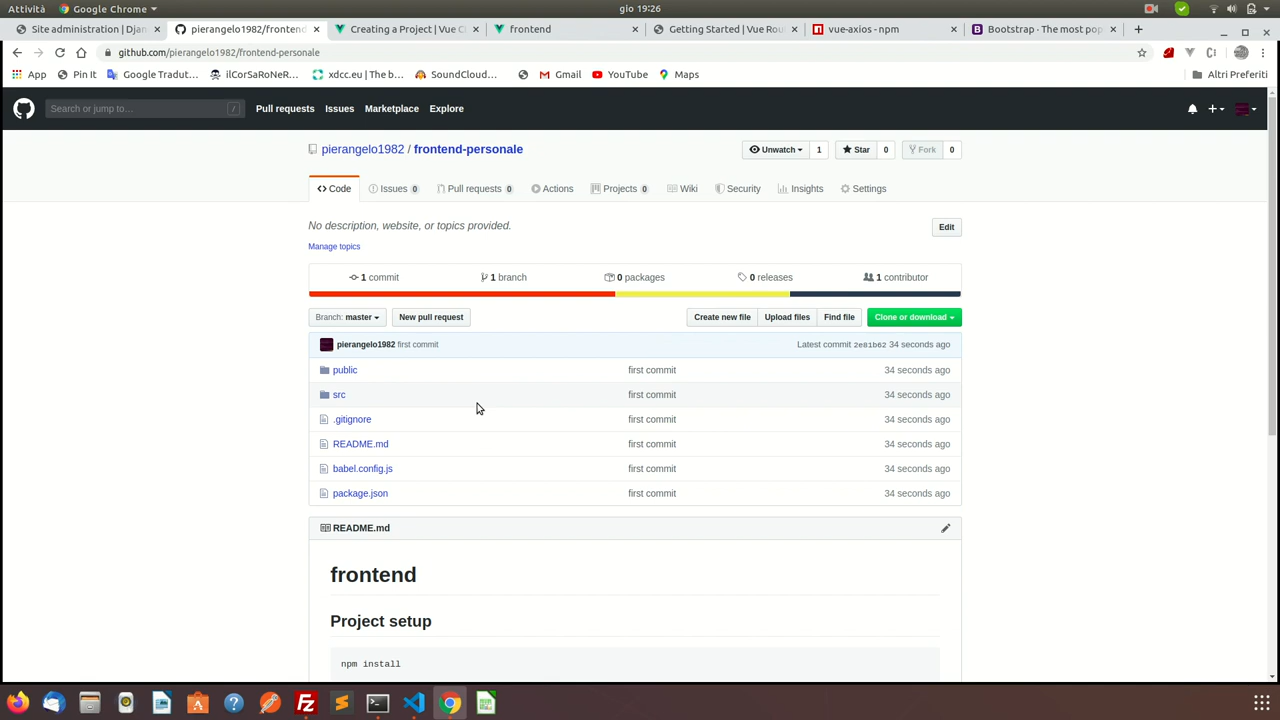 Attività
Google Chrome
gio 19:26
Site administration | Djan
pierangelo1982/frontend
Creating a Project | Vue C
frontend
Getting Started | Vue Rou
vue-axios - npm
Bootstrap · The most pop
github.com/pierangelo1982/frontend-personale
App
Pin It
Google Tradut...
ilCorSaRoNeR...
xdcc.eu | The b...
SoundCloud...
Gmail
YouTube
Maps
Altri Preferiti
Search or jump to...
/
Pull requests
Issues
Marketplace
Explore
pierangelo1982 / frontend-personale
Unwatch 1
Star 0
Fork 0
Code
Issues 0
Pull requests 0
Actions
Projects 0
Wiki
Security
Insights
Settings
No description, website, or topics provided.
Edit
Manage topics
1 commit
1 branch
0 packages
0 releases
1 contributor
Branch: master
New pull request
Create new file
Upload files
Find file
Clone or download
pierangelo1982 first commit
Latest commit 2e81b62 34 seconds ago
public first commit 34 seconds ago
src first commit 34 seconds ago
.gitignore first commit 34 seconds ago
README.md first commit 34 seconds ago
babel.config.js first commit 34 seconds ago
package.json first commit 34 seconds ago
README.md
frontend
Project setup
npm install